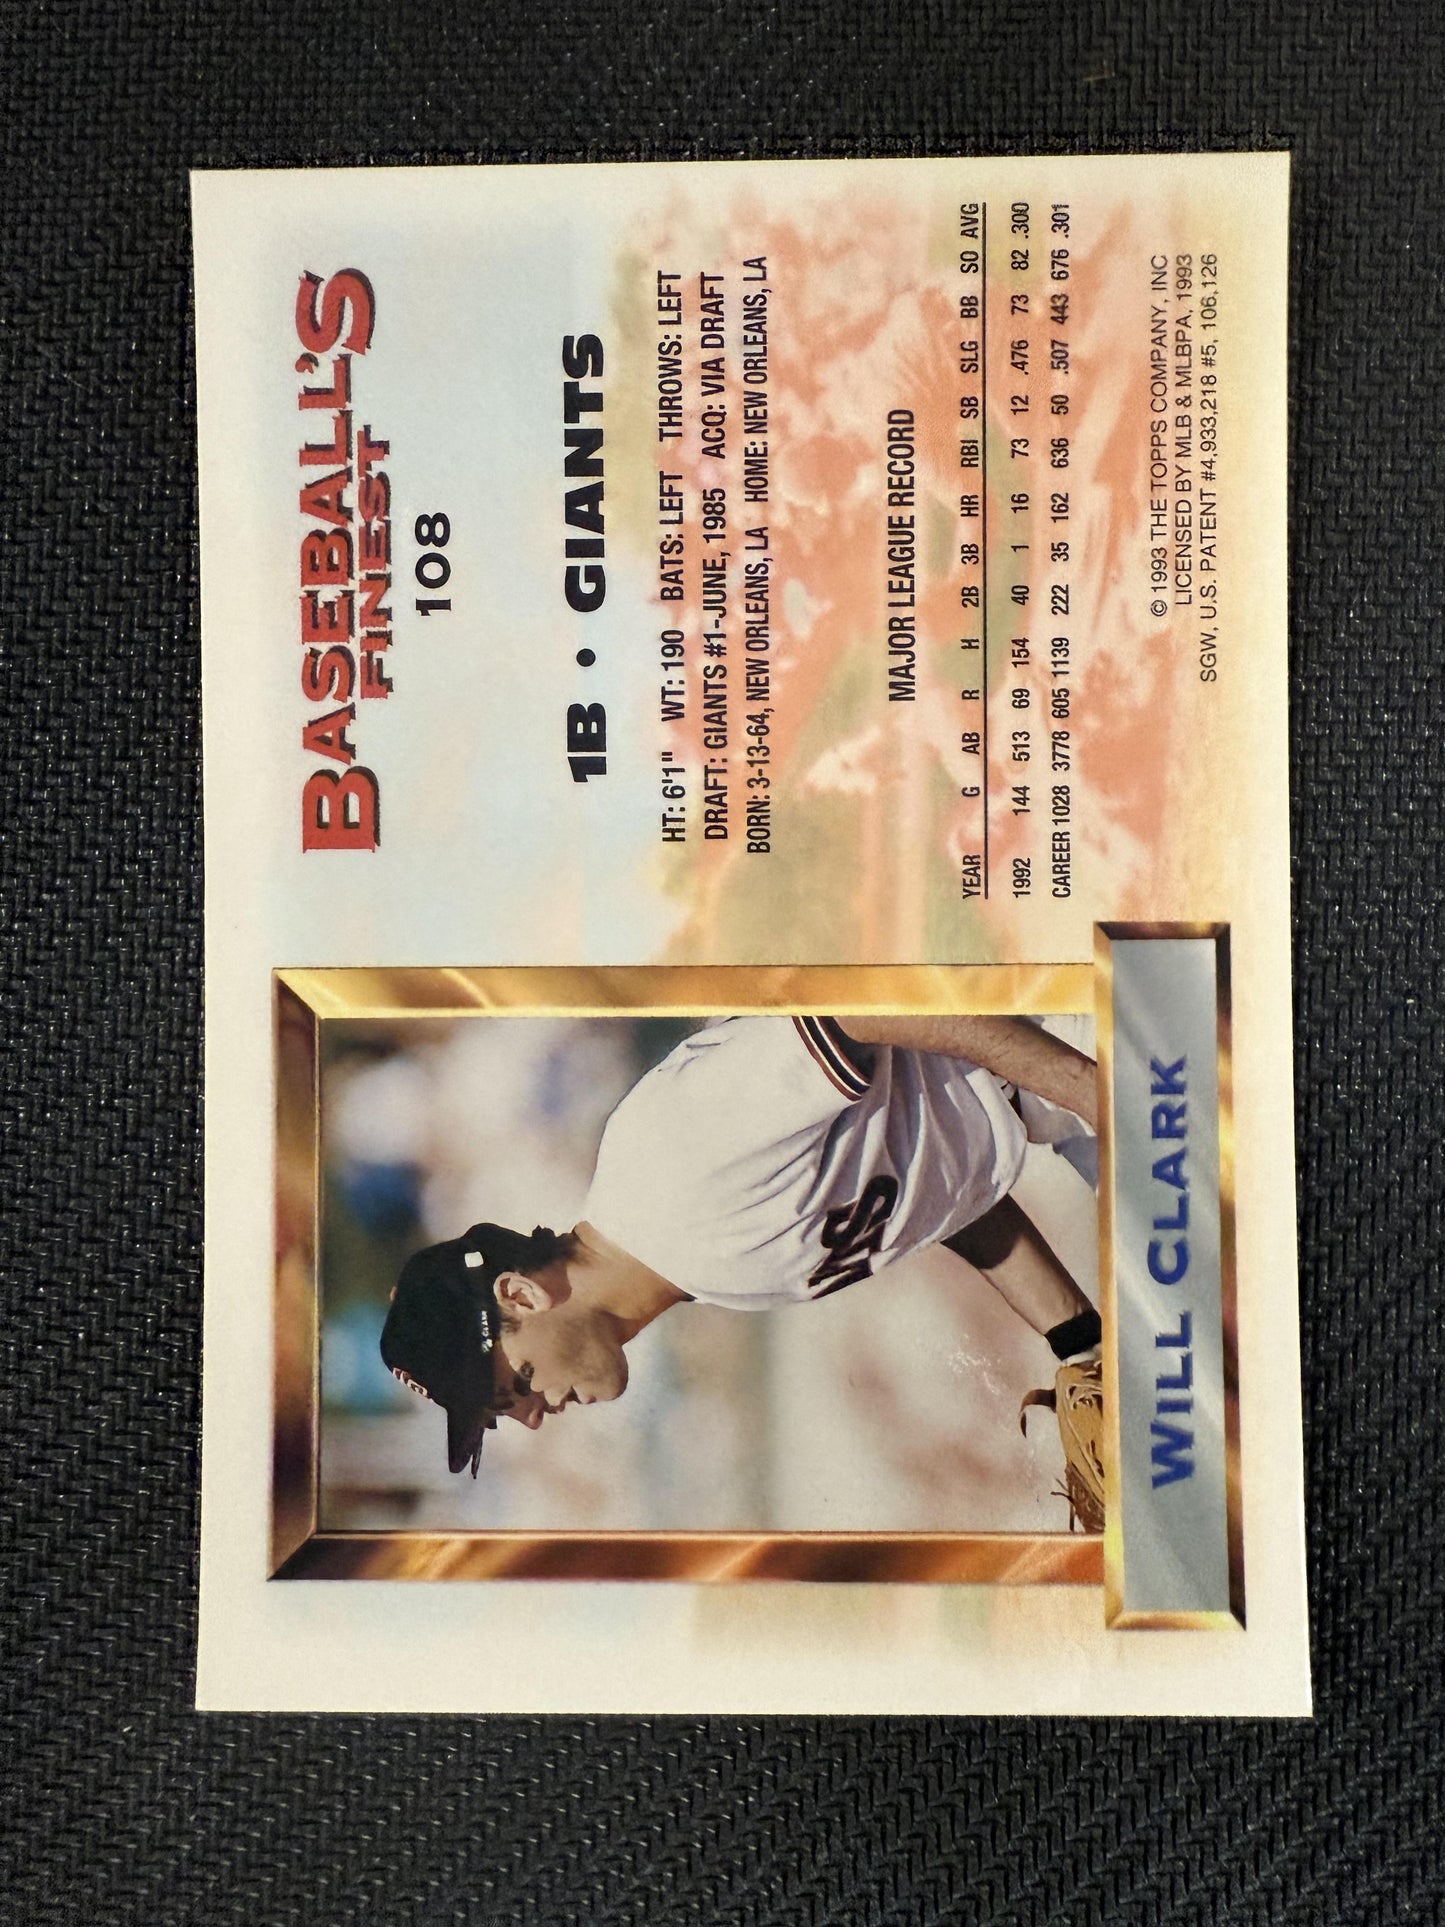 BASEBALL'S
FINEST
108
1B • GIANTS
HT: 6'1" WT: 190 BATS: LEFT THROWS: LEFT
DRAFT: GIANTS #1-JUNE, 1985 ACQ: VIA DRAFT
BORN: 3-13-64, NEW ORLEANS, LA HOME: NEW ORLEANS, LA
MAJOR LEAGUE RECORD
YEAR G AB R H 2B 3B HR RBI SB SLG BB SO AVG
1992 144 513 69 154 40 1 16 73 12 .476 73 82 .300
CAREER 1028 3778 605 1139 222 35 162 636 50 .507 443 676 .301
© 1993 THE TOPPS COMPANY, INC
LICENSED BY MLB & MLBPA, 1993
SGW, U.S. PATENT #4,933,218 #5, 106,126
WILL CLARK